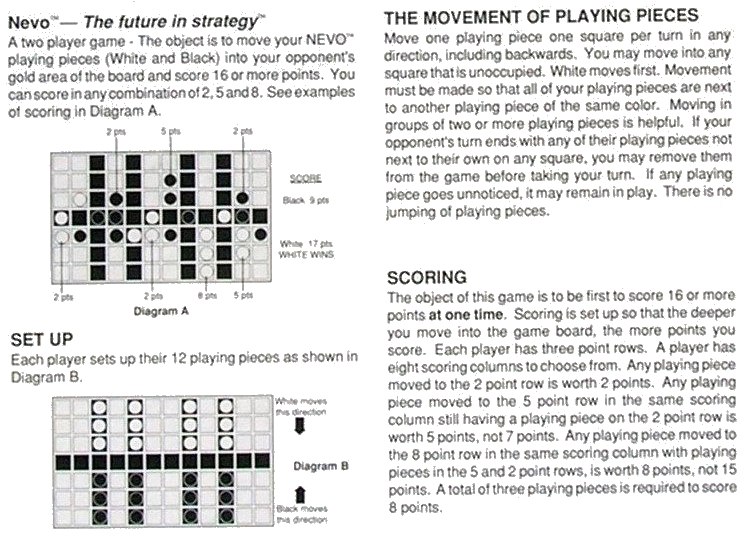 Nevo™— The future in strategy™
A two player game - The object is to move your NEVO™
playing pieces (White and Black) into your opponent's
gold area of the board and score 16 or more points. You
can score in any combination of 2, 5 and 8. See examples
of scoring in Diagram A.
2 pts 5 pts 2 pts
SCORE
Black 9 pts
White 17 pts
WHITE WINS
2 pts 2 pts 8 pts 5 pts
Diagram A
SET UP
Each player sets up their 12 playing pieces as shown in
Diagram B.
White moves
this direction
Diagram B
Black moves
this direction
THE MOVEMENT OF PLAYING PIECES
Move one playing piece one square per turn in any
direction, including backwards. You may move into any
square that is unoccupied. White moves first. Movement
must be made so that all of your playing pieces are next
to another playing piece of the same color. Moving in
groups of two or more playing pieces is helpful. If your
opponent's turn ends with any of their playing pieces not
next to their own on any square, you may remove them
from the game before taking your turn. If any playing
piece goes unnoticed, it may remain in play. There is no
jumping of playing pieces.
SCORING
The object of this game is to be first to score 16 or more
points at one time. Scoring is set up so that the deeper
you move into the game board, the more points you
score. Each player has three point rows. A player has
eight scoring columns to choose from. Any playing piece
moved to the 2 point row is worth 2 points. Any playing
piece moved to the 5 point row in the same scoring
column still having a playing piece on the 2 point row is
worth 5 points, not 7 points. Any playing piece moved to
the 8 point row in the same scoring column with playing
pieces in the 5 and 2 point rows, is worth 8 points, not 15
points. A total of three playing pieces is required to score
8 points.